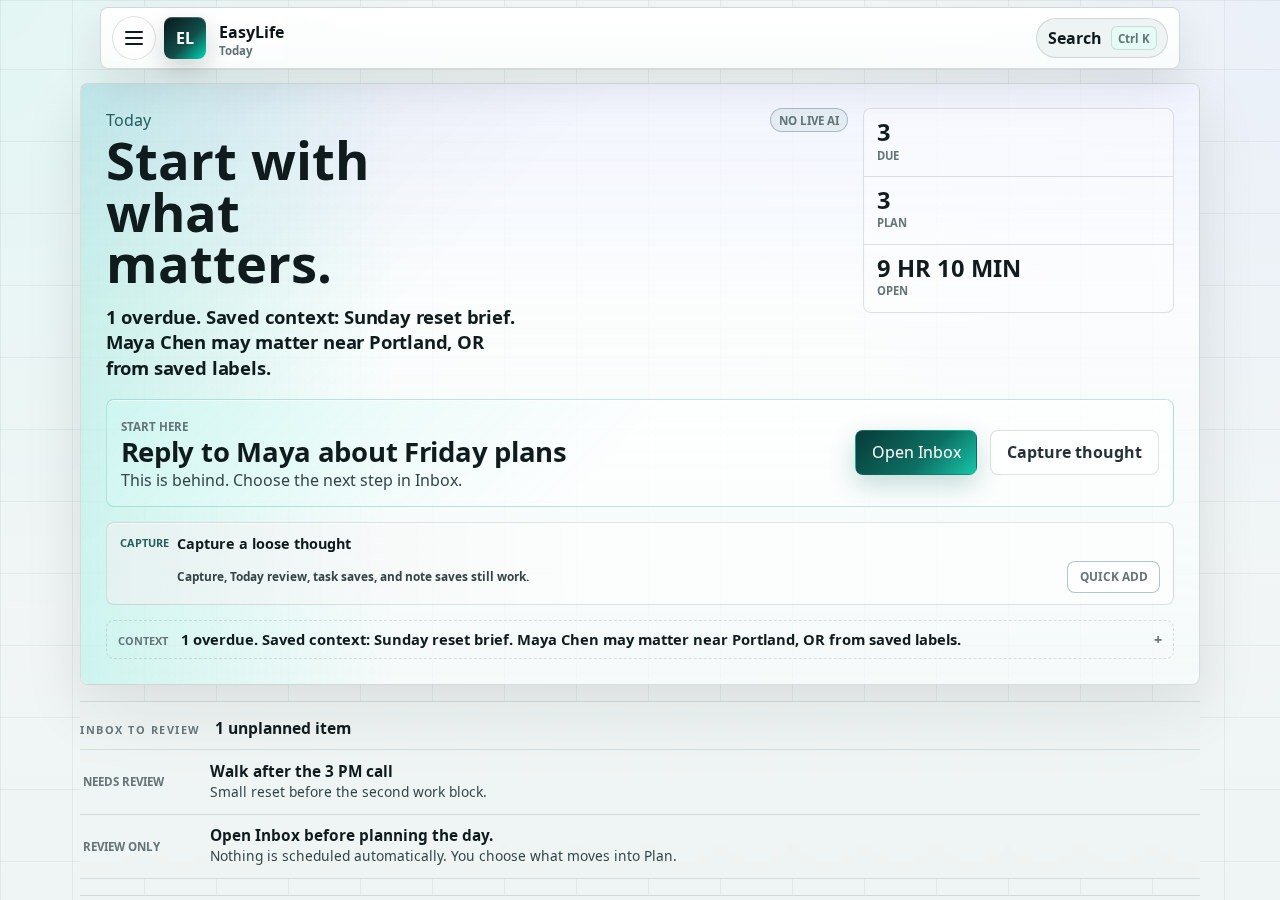 EL
EasyLife
Today
Search
Ctrl K
Today
Start with
what
matters.
1 overdue. Saved context: Sunday reset brief.
Maya Chen may matter near Portland, OR
from saved labels.
NO LIVE AI
3
DUE
3
PLAN
9 HR 10 MIN
OPEN
START HERE
Reply to Maya about Friday plans
This is behind. Choose the next step in Inbox.
Open Inbox
Capture thought
CAPTURE
Capture a loose thought
Capture, Today review, task saves, and note saves still work.
QUICK ADD
CONTEXT
1 overdue. Saved context: Sunday reset brief. Maya Chen may matter near Portland, OR from saved labels.
+
INBOX TO REVIEW
1 unplanned item
NEEDS REVIEW
Walk after the 3 PM call
Small reset before the second work block.
REVIEW ONLY
Open Inbox before planning the day.
Nothing is scheduled automatically. You choose what moves into Plan.